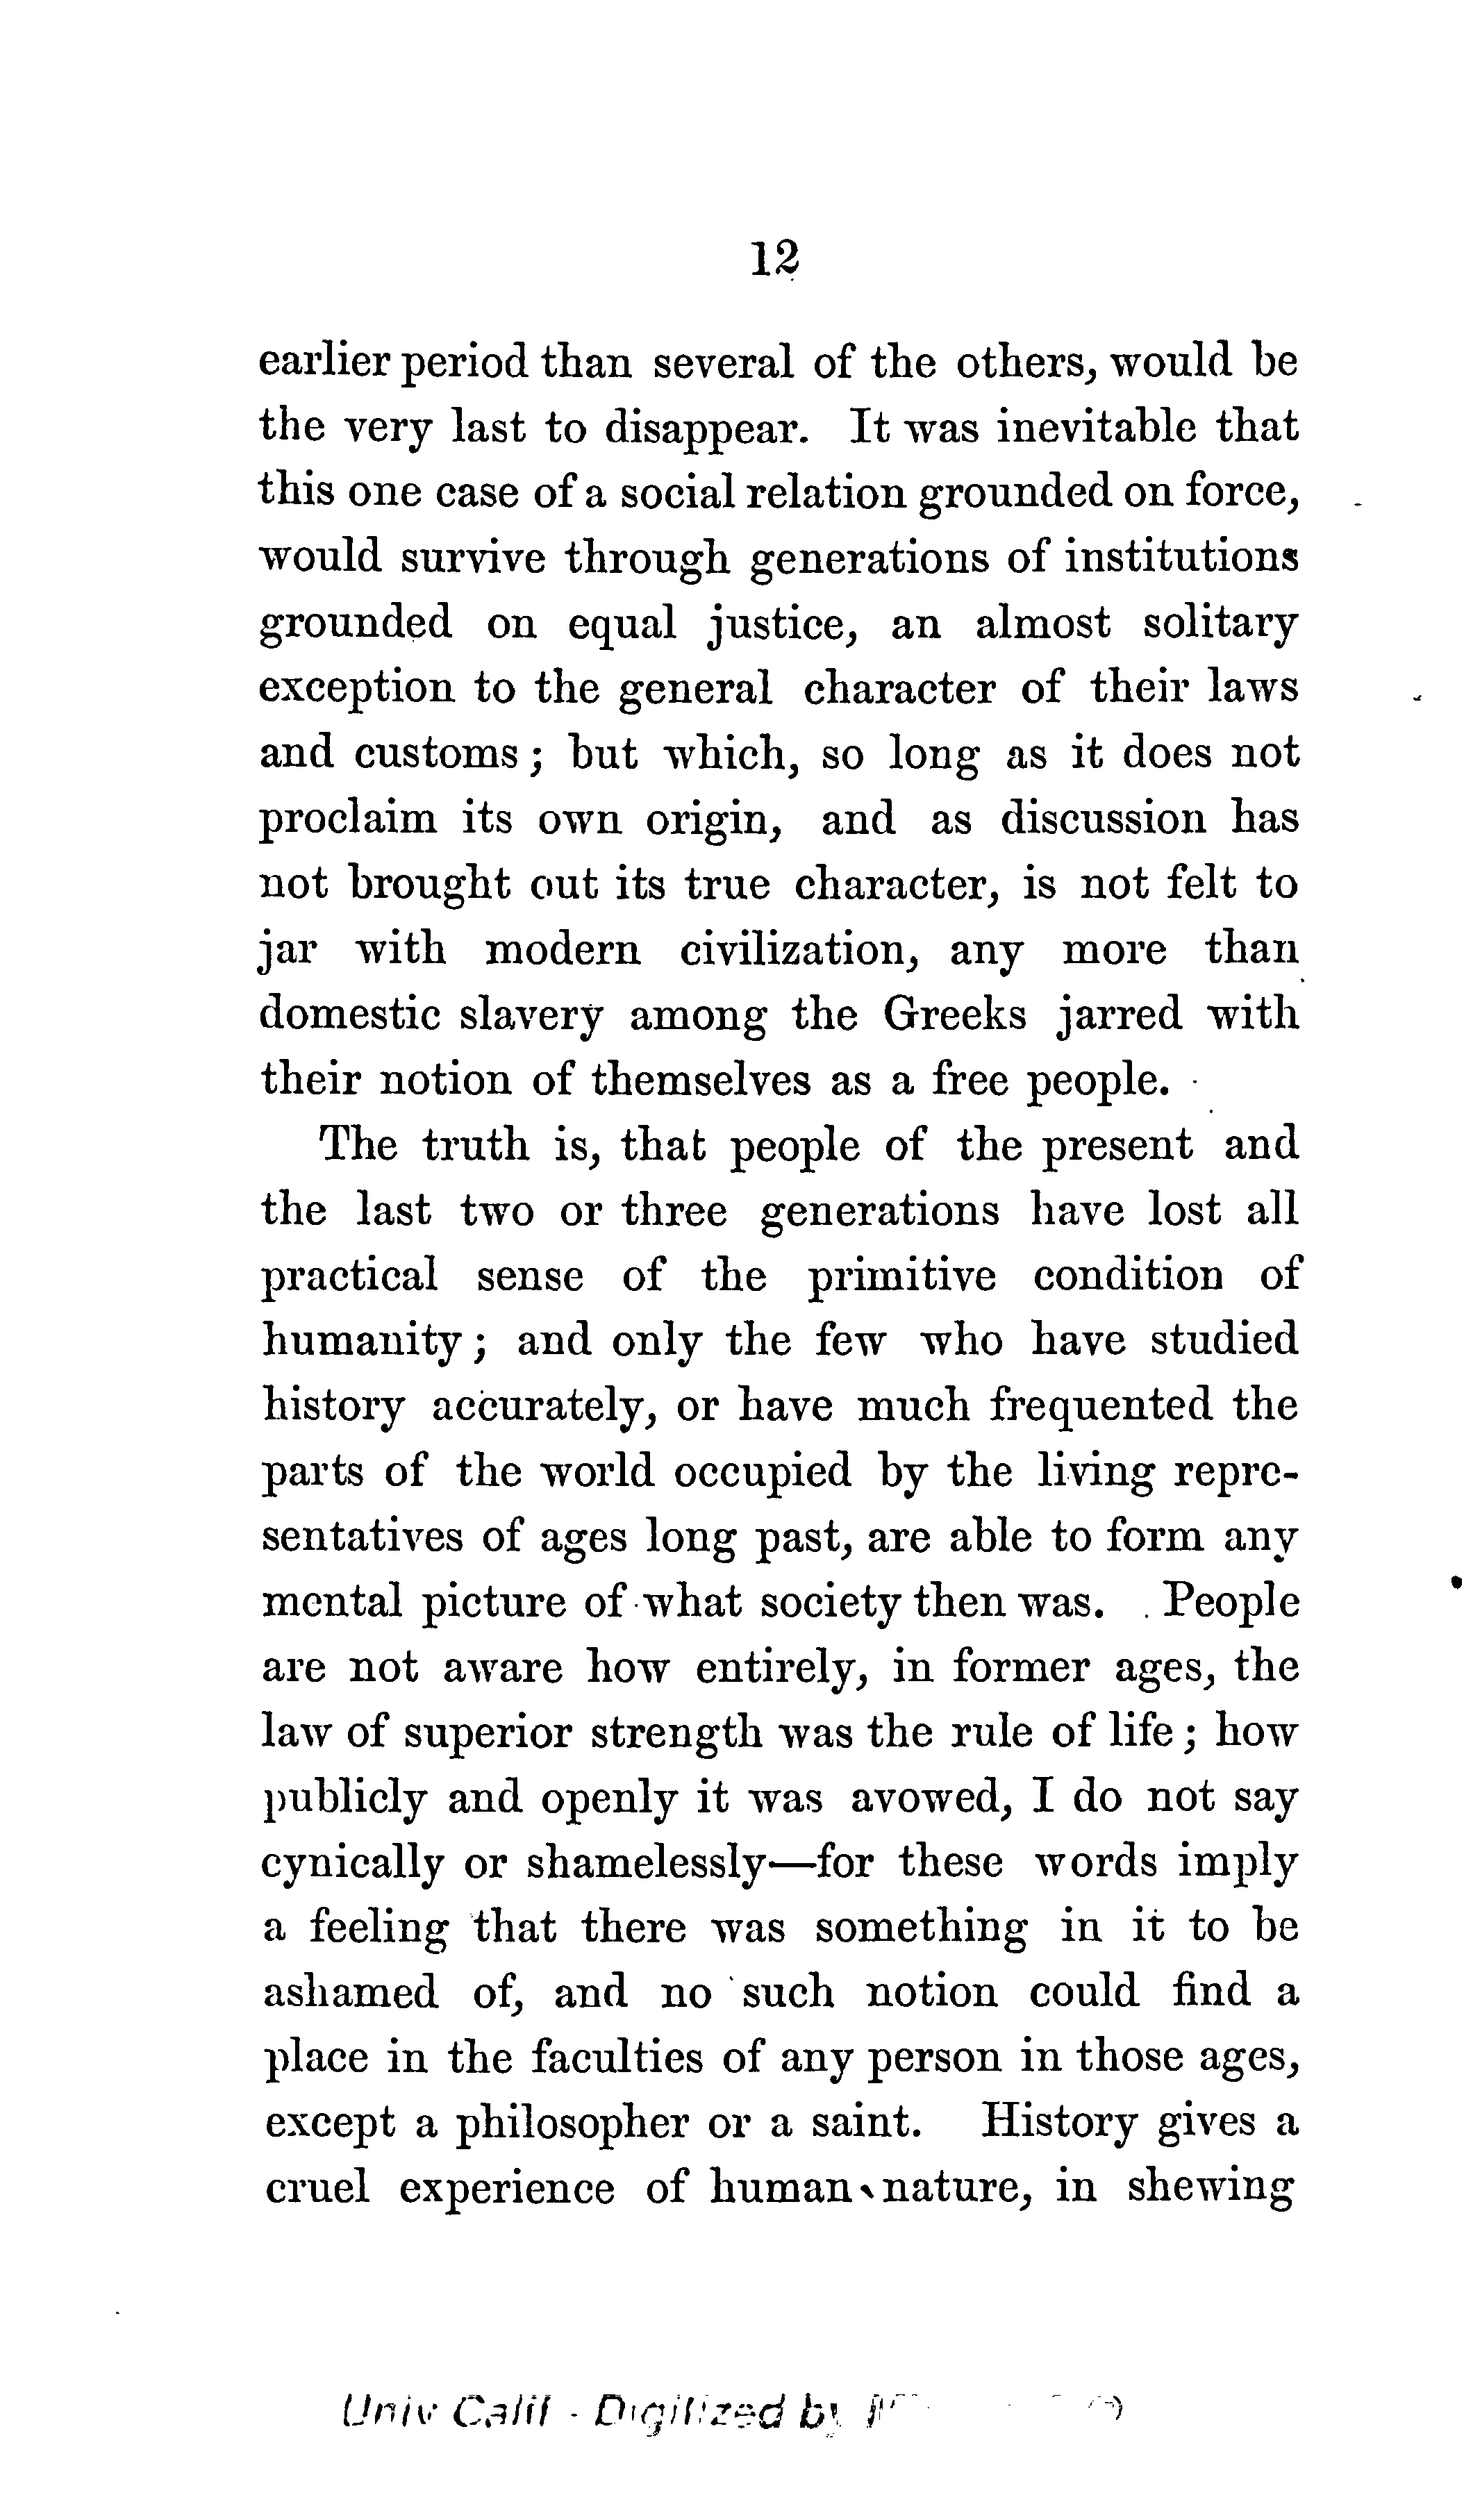 12
earlier period than several of the others, would be
the very last to disappear. It was inevitable that
this one case of a social relation grounded on force,
would survive through generations of institutions
grounded on equal justice, an almost solitary
exception to the general character of their laws
and customs; but which, so long as it does not
proclaim its own origin, and as discussion has
not brought out its true character, is not felt to
jar with modern civilization, any more than
domestic slavery among the Greeks jarred with
their notion of themselves as a free people.
The truth is, that people of the present and
the last two or three generations have lost all
practical sense of the primitive condition of
humanity; and only the few who have studied
history accurately, or have much frequented the
parts of the world occupied by the living repre-
sentatives of ages long past, are able to form any
mental picture of what society then was. People
are not aware how entirely, in former ages, the
law of superior strength was the rule of life; how
publicly and openly it was avowed, I do not say
cynically or shamelessly—for these words imply
a feeling that there was something in it to be
ashamed of, and no such notion could find a
place in the faculties of any person in those ages,
except a philosopher or a saint. History gives a
cruel experience of human nature, in shewing
Univ Calif - Digitized by